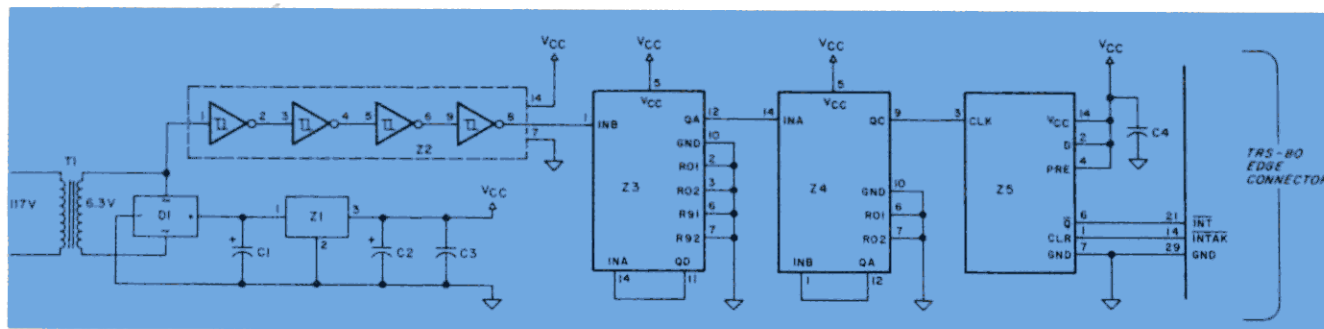 T1
117V
6.3V
D1
+
1
Z1
3
2
+
C1
+
C2
C3
VCC
1
2
3
4
5
6
9
8
Z2
14
7
VCC
VCC
5
VCC
1
INB
QA
12
GND
10
RO1
2
RO2
3
R91
6
R92
7
Z3
INA
QD
14
11
VCC
5
VCC
14
INA
QC
9
Z4
GND
10
RO1
6
RO2
7
INB
QA
1
12
3
CLK
VCC
VCC
14
D
2
PRE
4
C4
Z5
Q̅
6
21
I̅N̅T̅
CLR
1
14
I̅N̅T̅A̅K̅
GND
7
29
GND
TRS-80
EDGE
CONNECTOR